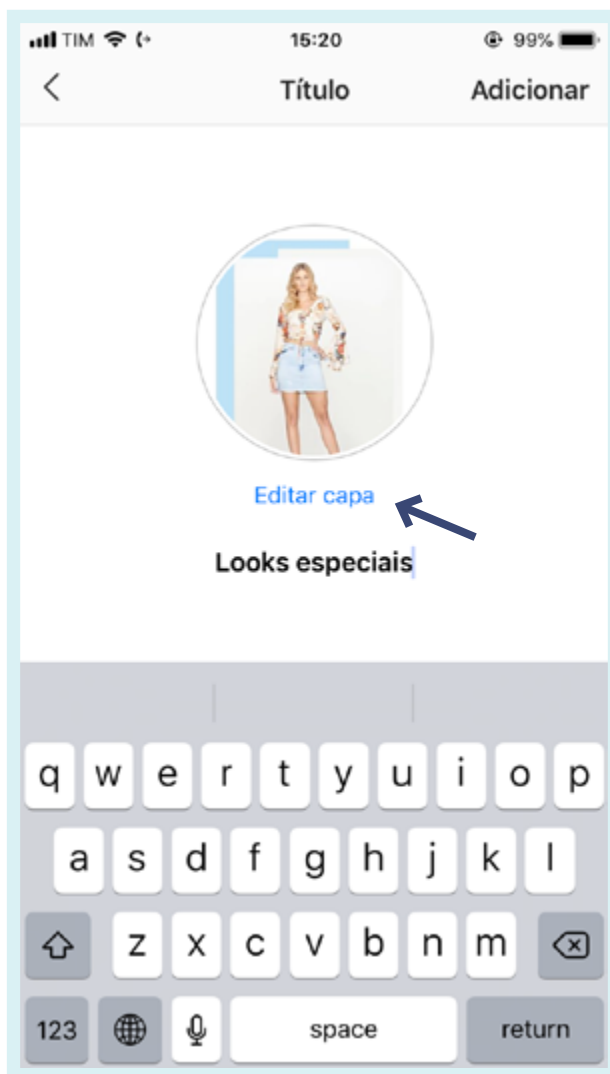 TIM 15:20 99%
Título Adicionar
Editar capa
Looks especiais
q w e r t y u i o p
a s d f g h j k l
z x c v b n m
123 space return